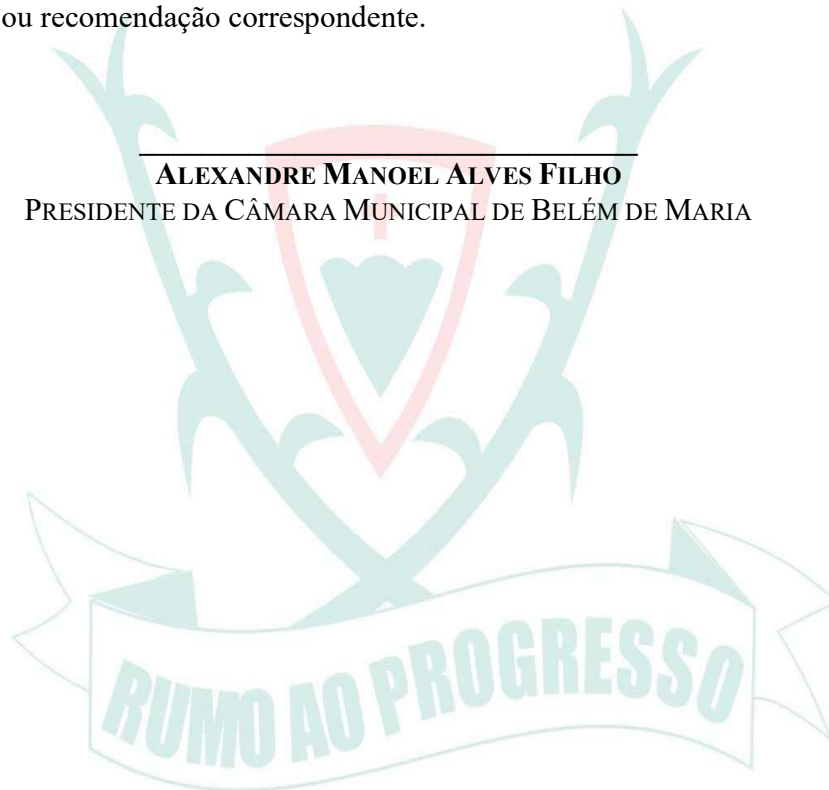 ou recomendação correspondente.
ALEXANDRE MANOEL ALVES FILHO
PRESIDENTE DA CÂMARA MUNICIPAL DE BELÉM DE MARIA
RUMO AO PROGRESSO